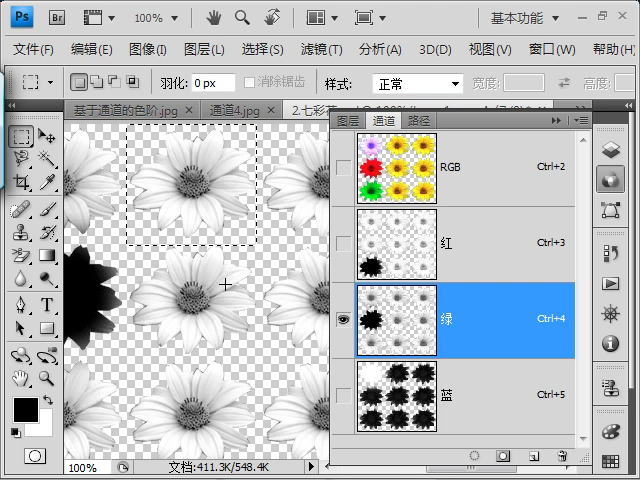 Ps Br 100% 基本功能
文件(F) 编辑(E) 图像(I) 图层(L) 选择(S) 滤镜(T) 分析(A) 3D(D) 视图(V) 窗口(W) 帮助(H)
羽化: 0 px 消除锯齿 样式: 正常 宽度: 高度:
基于通道的色阶.jpg × 通道4.jpg ×
图层 通道 路径
RGB Ctrl+2
红 Ctrl+3
绿 Ctrl+4
蓝 Ctrl+5
100% 文档:411.3K/548.4K